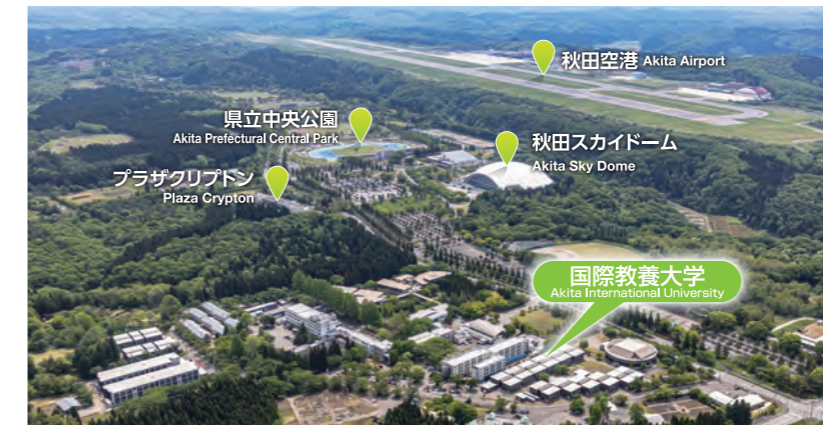 秋田空港 Akita Airport
県立中央公園
Akita Prefectural Central Park
秋田スカイドーム
Akita Sky Dome
プラザクリプトン
Plaza Crypton
国際教養大学
Akita International University